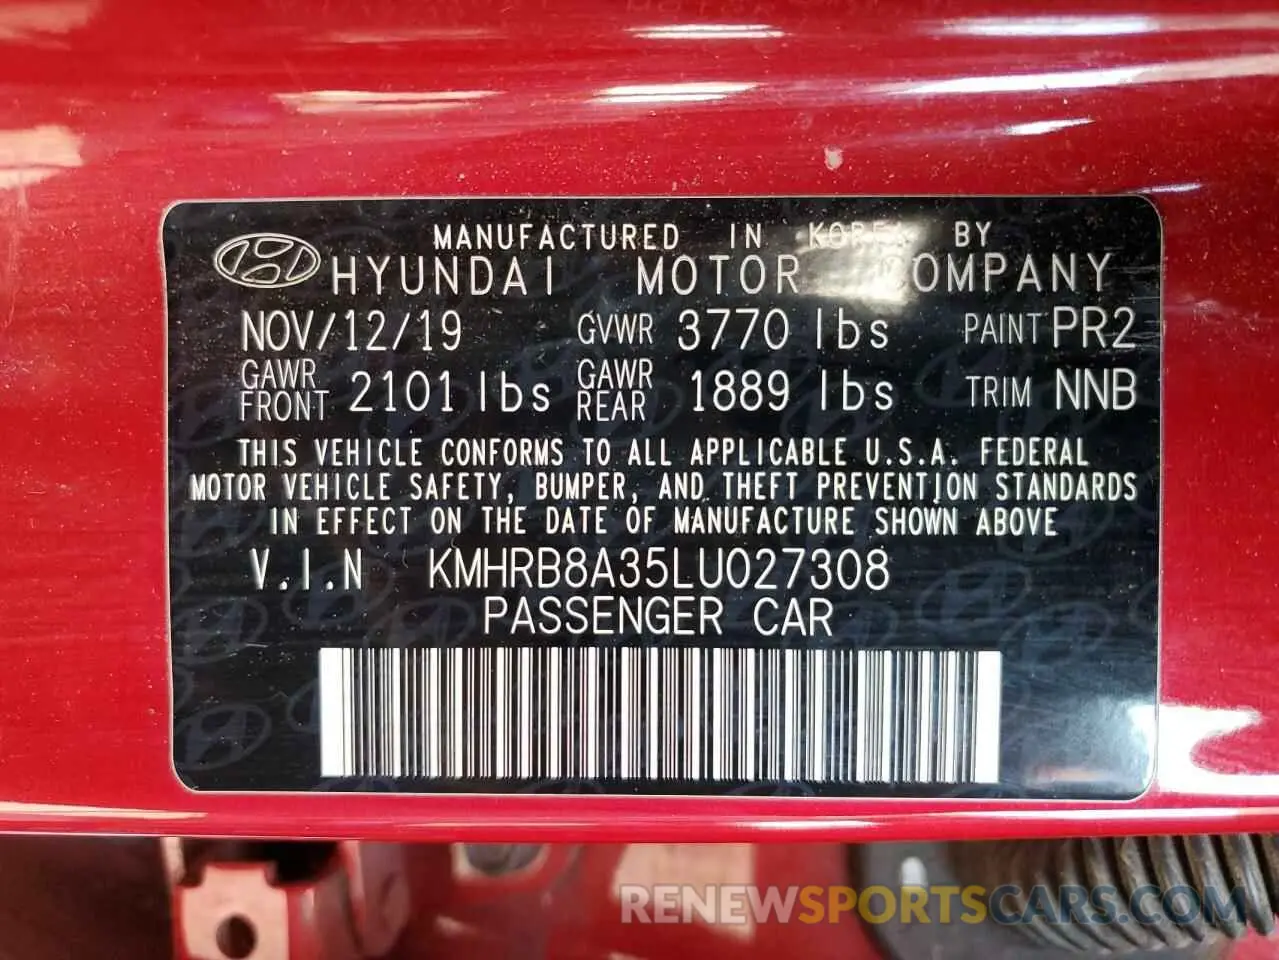 MANUFACTURED IN KOREA BY
HYUNDAI MOTOR COMPANY
NOV/12/19 GVWR 3770 lbs PAINT PR2
GAWR FRONT 2101 lbs GAWR REAR 1889 lbs TRIM NNB
THIS VEHICLE CONFORMS TO ALL APPLICABLE U.S.A. FEDERAL
MOTOR VEHICLE SAFETY, BUMPER, AND THEFT PREVENTION STANDARDS
IN EFFECT ON THE DATE OF MANUFACTURE SHOWN ABOVE
V.I.N KMHRB8A35LU027308
PASSENGER CAR
RENEWSPORTSCARS.COM